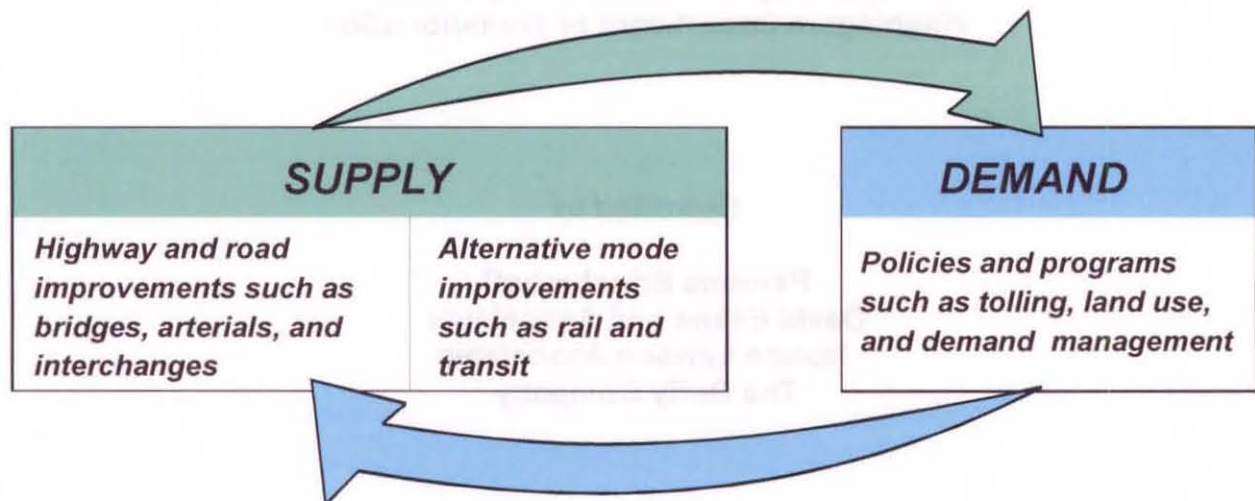 SUPPLY
Highway and road
improvements such as
bridges, arterials, and
interchanges
Alternative mode
improvements
such as rail and
transit
DEMAND
Policies and programs
such as tolling, land use,
and demand management